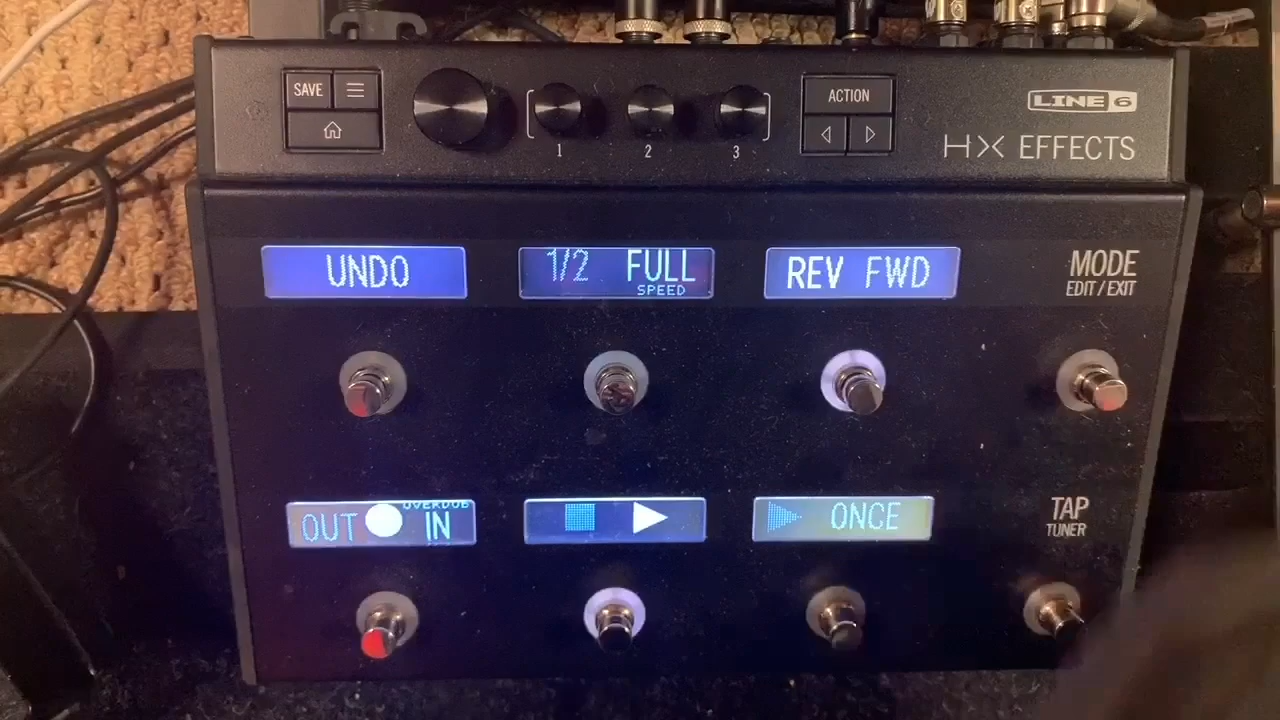 SAVE
ACTION
LINE 6
1
2
3
HX EFFECTS
UNDO
1/2 FULL
SPEED
REV FWD
MODE
EDIT / EXIT
OVERDUB
OUT IN
ONCE
TAP
TUNER